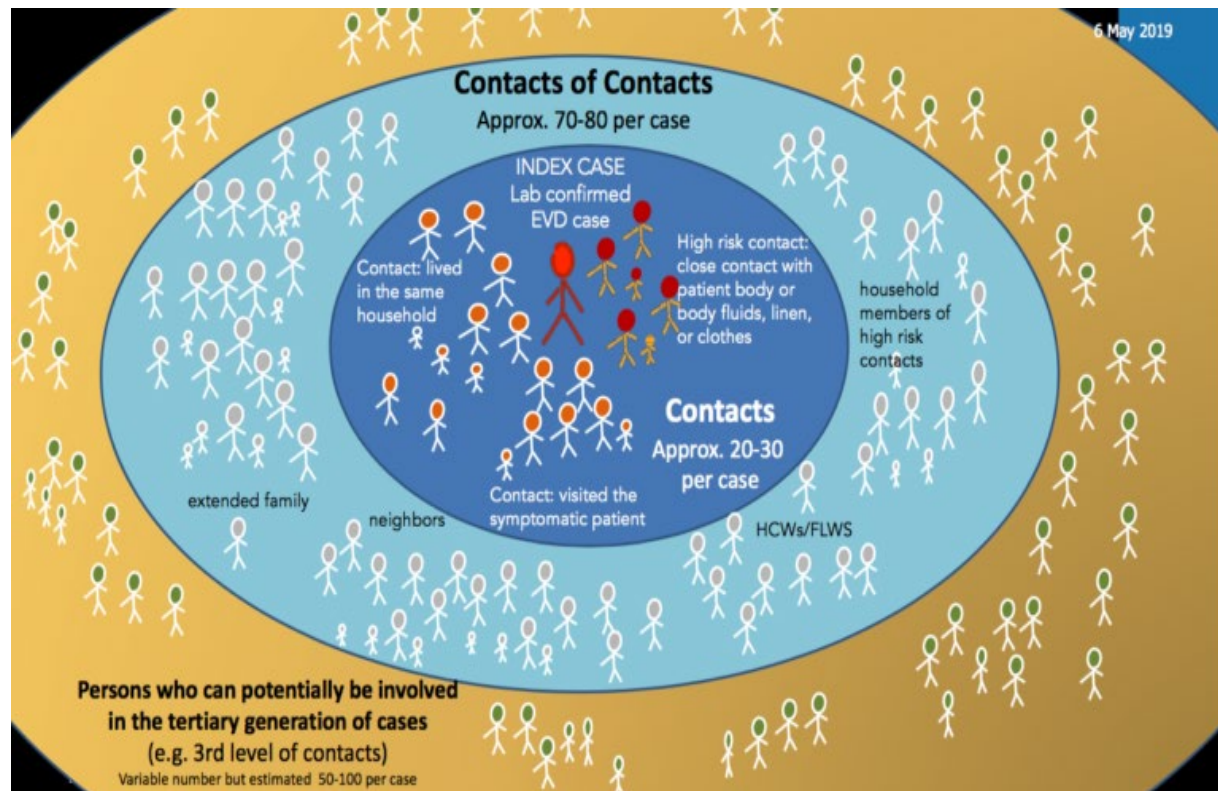 6 May 2019
Contacts of Contacts
Approx. 70-80 per case
INDEX CASE
Lab confirmed
EVD case
Contact: lived
in the same
household
High risk contact:
close contact with
patient body or
body fluids, linen,
or clothes
household
members of
high risk
contacts
Contacts
Approx. 20-30
per case
Contact: visited the
symptomatic patient
extended family
neighbors
HCWs/FLWS
Persons who can potentially be involved
in the tertiary generation of cases
(e.g. 3rd level of contacts)
Variable number but estimated 50-100 per case